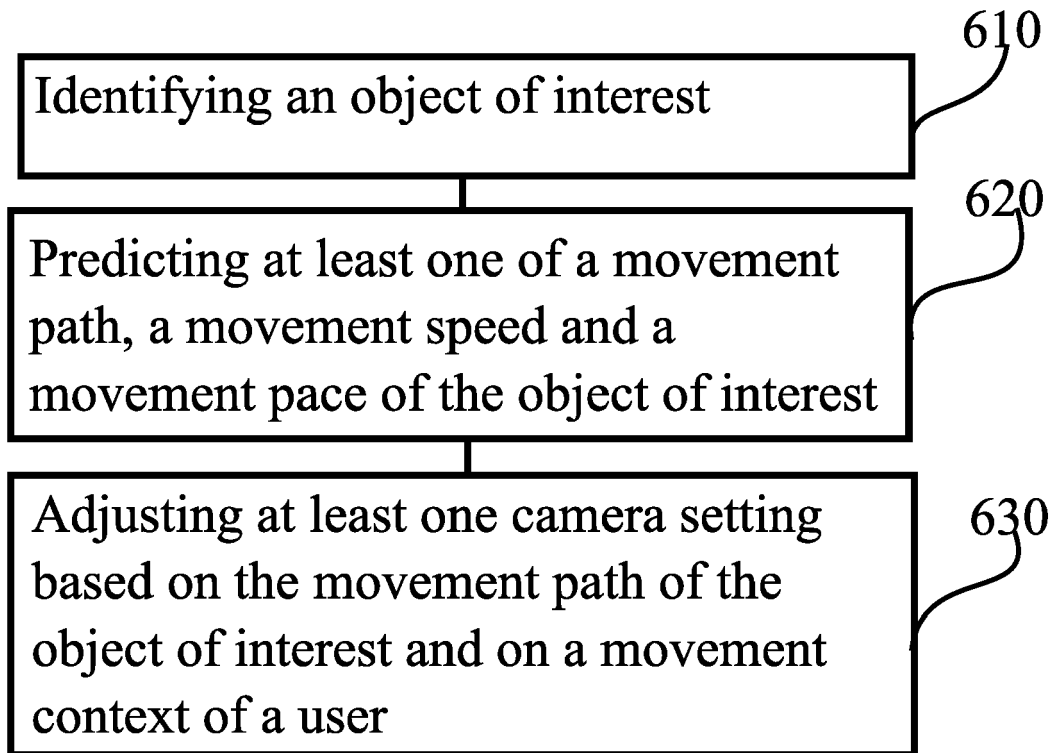 610
Identifying an object of interest
620
Predicting at least one of a movement
path, a movement speed and a
movement pace of the object of interest
630
Adjusting at least one camera setting
based on the movement path of the
object of interest and on a movement
context of a user